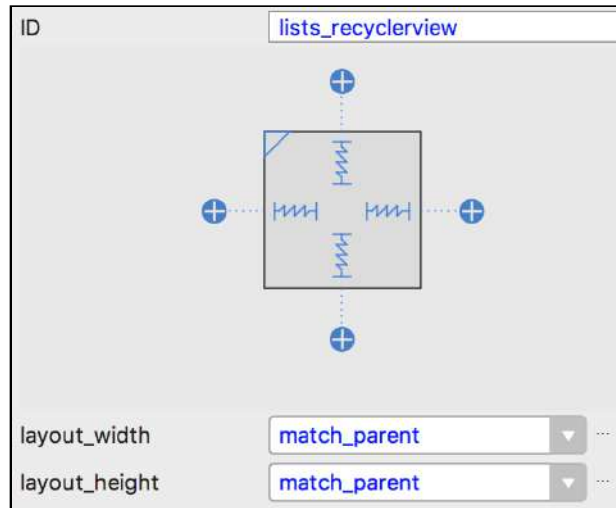 ID lists_recyclerview
layout_width match_parent ...
layout_height match_parent ...